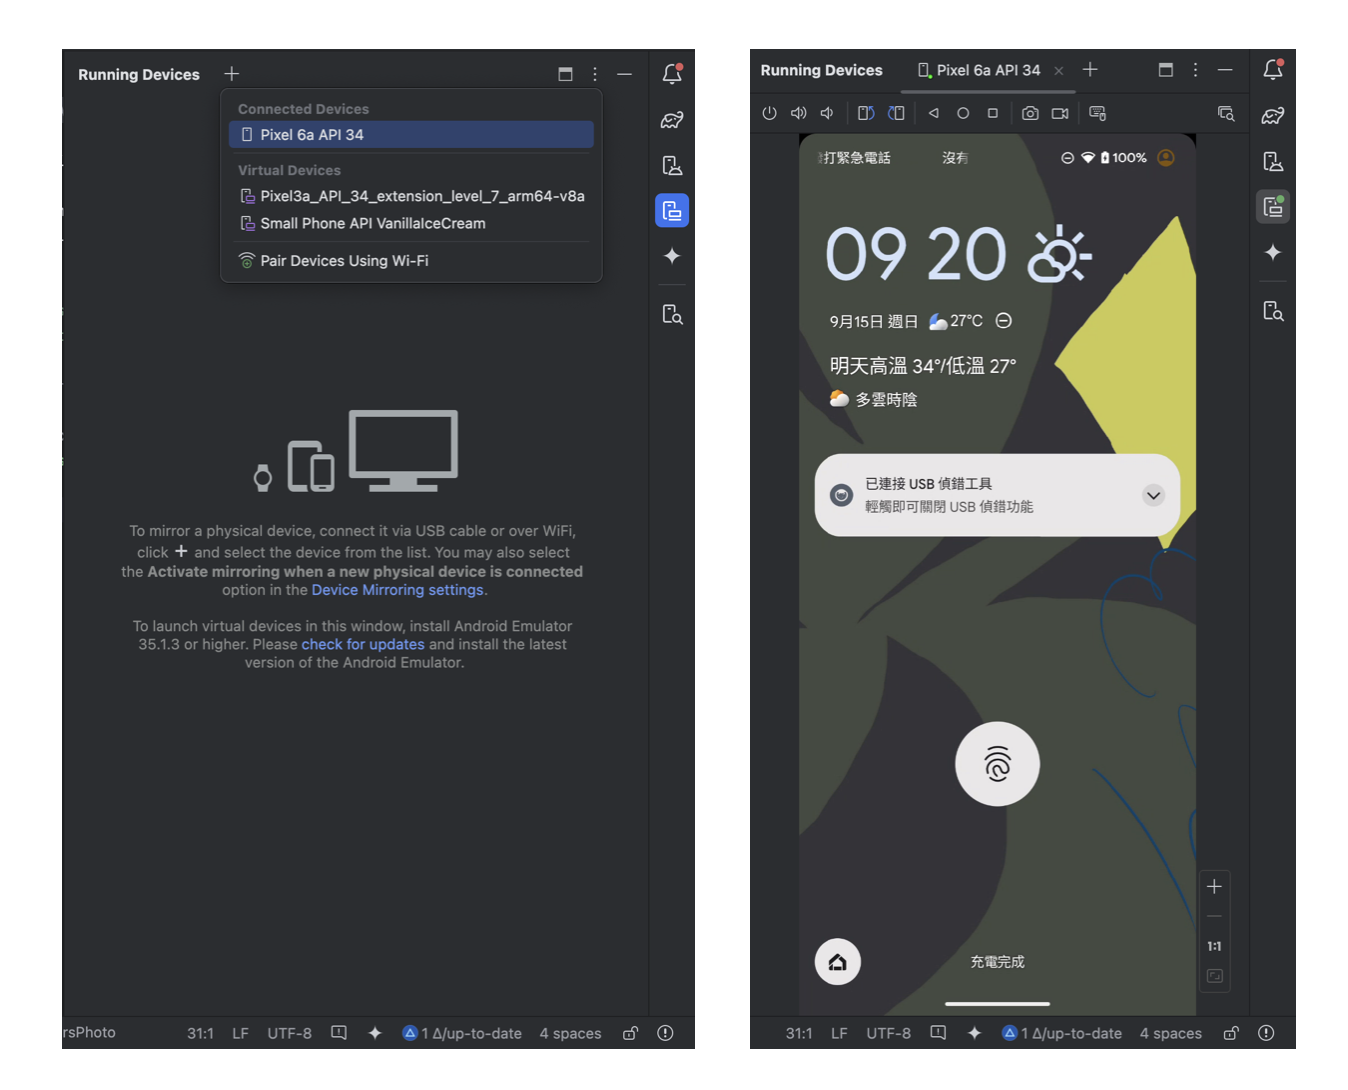 Running Devices
Connected Devices
Pixel 6a API 34
Virtual Devices
Pixel3a_API_34_extension_level_7_arm64-v8a
Small Phone API VanillaIceCream
Pair Devices Using Wi-Fi
To mirror a physical device, connect it via USB cable or over WiFi,
click + and select the device from the list. You may also select
the Activate mirroring when a new physical device is connected
option in the Device Mirroring settings.
To launch virtual devices in this window, install Android Emulator
35.1.3 or higher. Please check for updates and install the latest
version of the Android Emulator.
rsPhoto 31:1 LF UTF-8 1 Δ/up-to-date 4 spaces
Running Devices Pixel 6a API 34
打緊急電話 沒有 100%
09 20
9月15日 週日 27°C
明天高溫 34°/低溫 27°
多雲時陰
已連接 USB 偵錯工具
輕觸即可關閉 USB 偵錯功能
1:1
充電完成
31:1 LF UTF-8 1 Δ/up-to-date 4 spaces